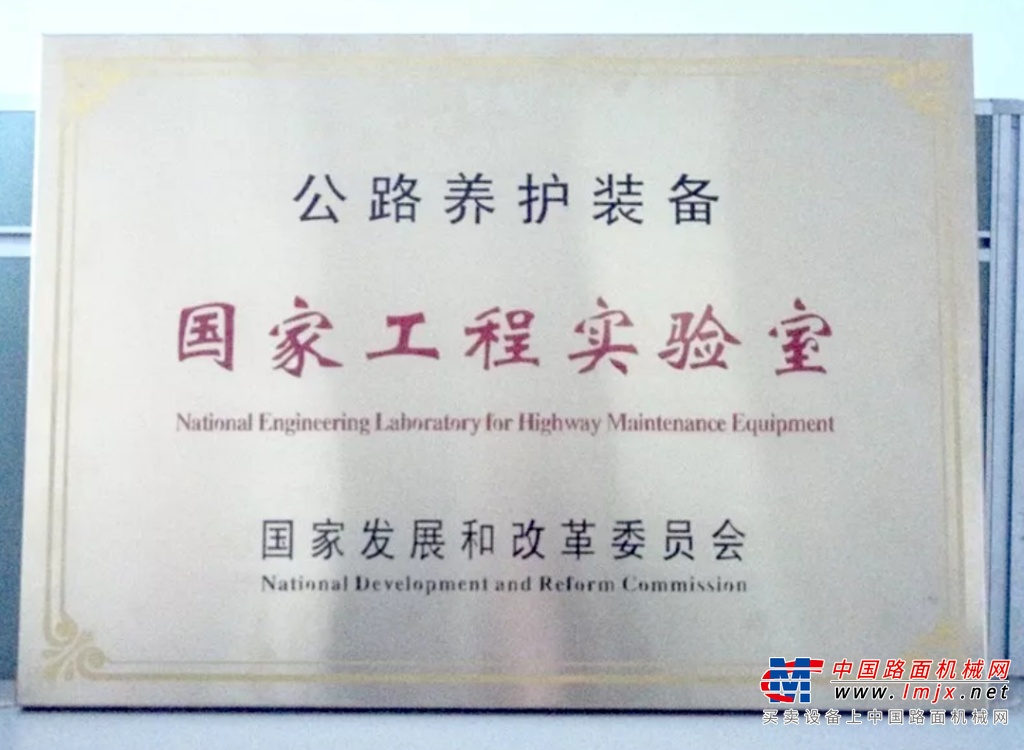 公路养护装备
国家工程实验室
National Engineering Laboratory for Highway Maintenance Equipment
国家发展和改革委员会
National Development and Reform Commission
中国路面机械网
www.lmjx.net
买卖设备上中国路面机械网